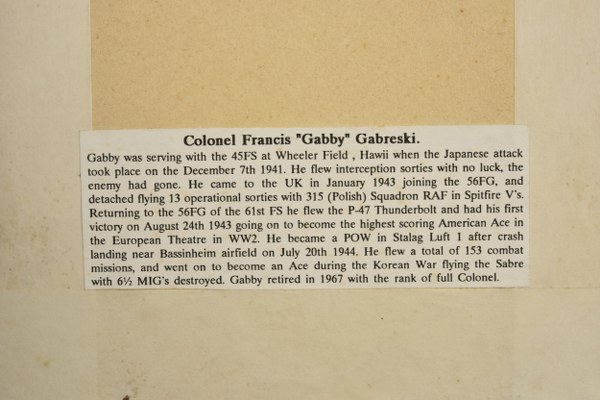 Colonel Francis "Gabby" Gabreski.
Gabby was serving with the 45FS at Wheeler Field , Hawii when the Japanese attack
took place on the December 7th 1941. He flew interception sorties with no luck, the
enemy had gone. He came to the UK in January 1943 joining the 56FG, and
detached flying 13 operational sorties with 315 (Polish) Squadron RAF in Spitfire V's.
Returning to the 56FG of the 61st FS he flew the P-47 Thunderbolt and had his first
victory on August 24th 1943 going on to become the highest scoring American Ace in
the European Theatre in WW2. He became a POW in Stalag Luft 1 after crash
landing near Bassinheim airfield on July 20th 1944. He flew a total of 153 combat
missions, and went on to become an Ace during the Korean War flying the Sabre
with 6½ MIG's destroyed. Gabby retired in 1967 with the rank of full Colonel.